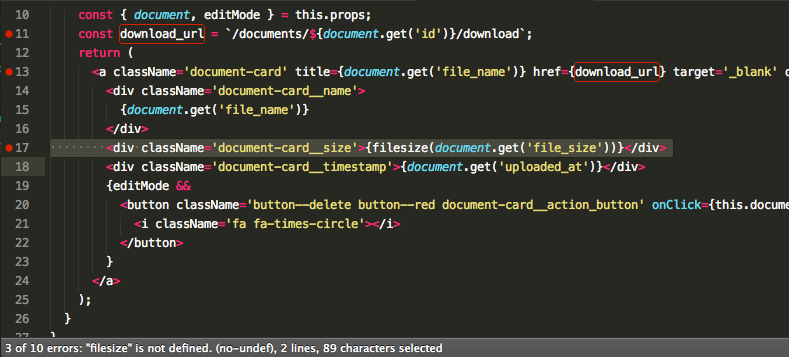 10 const { document, editMode } = this.props;
11 const download_url = `/documents/${document.get('id')}/download`;
12 return (
13 <a className='document-card' title={document.get('file_name')} href={download_url} target='_blank'
14 <div className='document-card__name'>
15 {document.get('file_name')}
16 </div>
17 <div className='document-card__size'>{filesize(document.get('file_size'))}</div>
18 <div className='document-card__timestamp'>{document.get('uploaded_at')}</div>
19 {editMode &&
20 <button className='button--delete button--red document-card__action_button' onClick={this.docume
21 <i className='fa fa-times-circle'></i>
22 </button>
23 }
24 </a>
25 );
26 }
3 of 10 errors: "filesize" is not defined. (no-undef), 2 lines, 89 characters selected